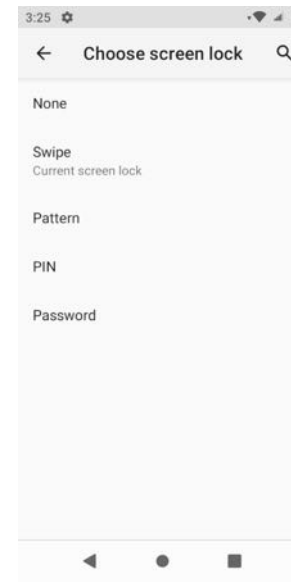 3:25
Choose screen lock
None
Swipe
Current screen lock
Pattern
PIN
Password